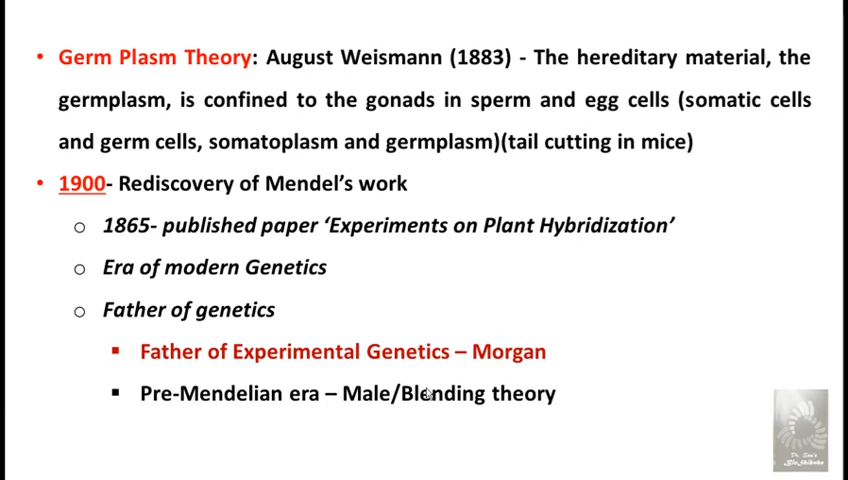 • Germ Plasm Theory: August Weismann (1883) - The hereditary material, the
germplasm, is confined to the gonads in sperm and egg cells (somatic cells
and germ cells, somatoplasm and germplasm)(tail cutting in mice)
• 1900- Rediscovery of Mendel's work
o 1865- published paper ‘Experiments on Plant Hybridization’
o Era of modern Genetics
o Father of genetics
▪ Father of Experimental Genetics – Morgan
▪ Pre-Mendelian era – Male/Blending theory
Dr. Sou's
BioShiksha